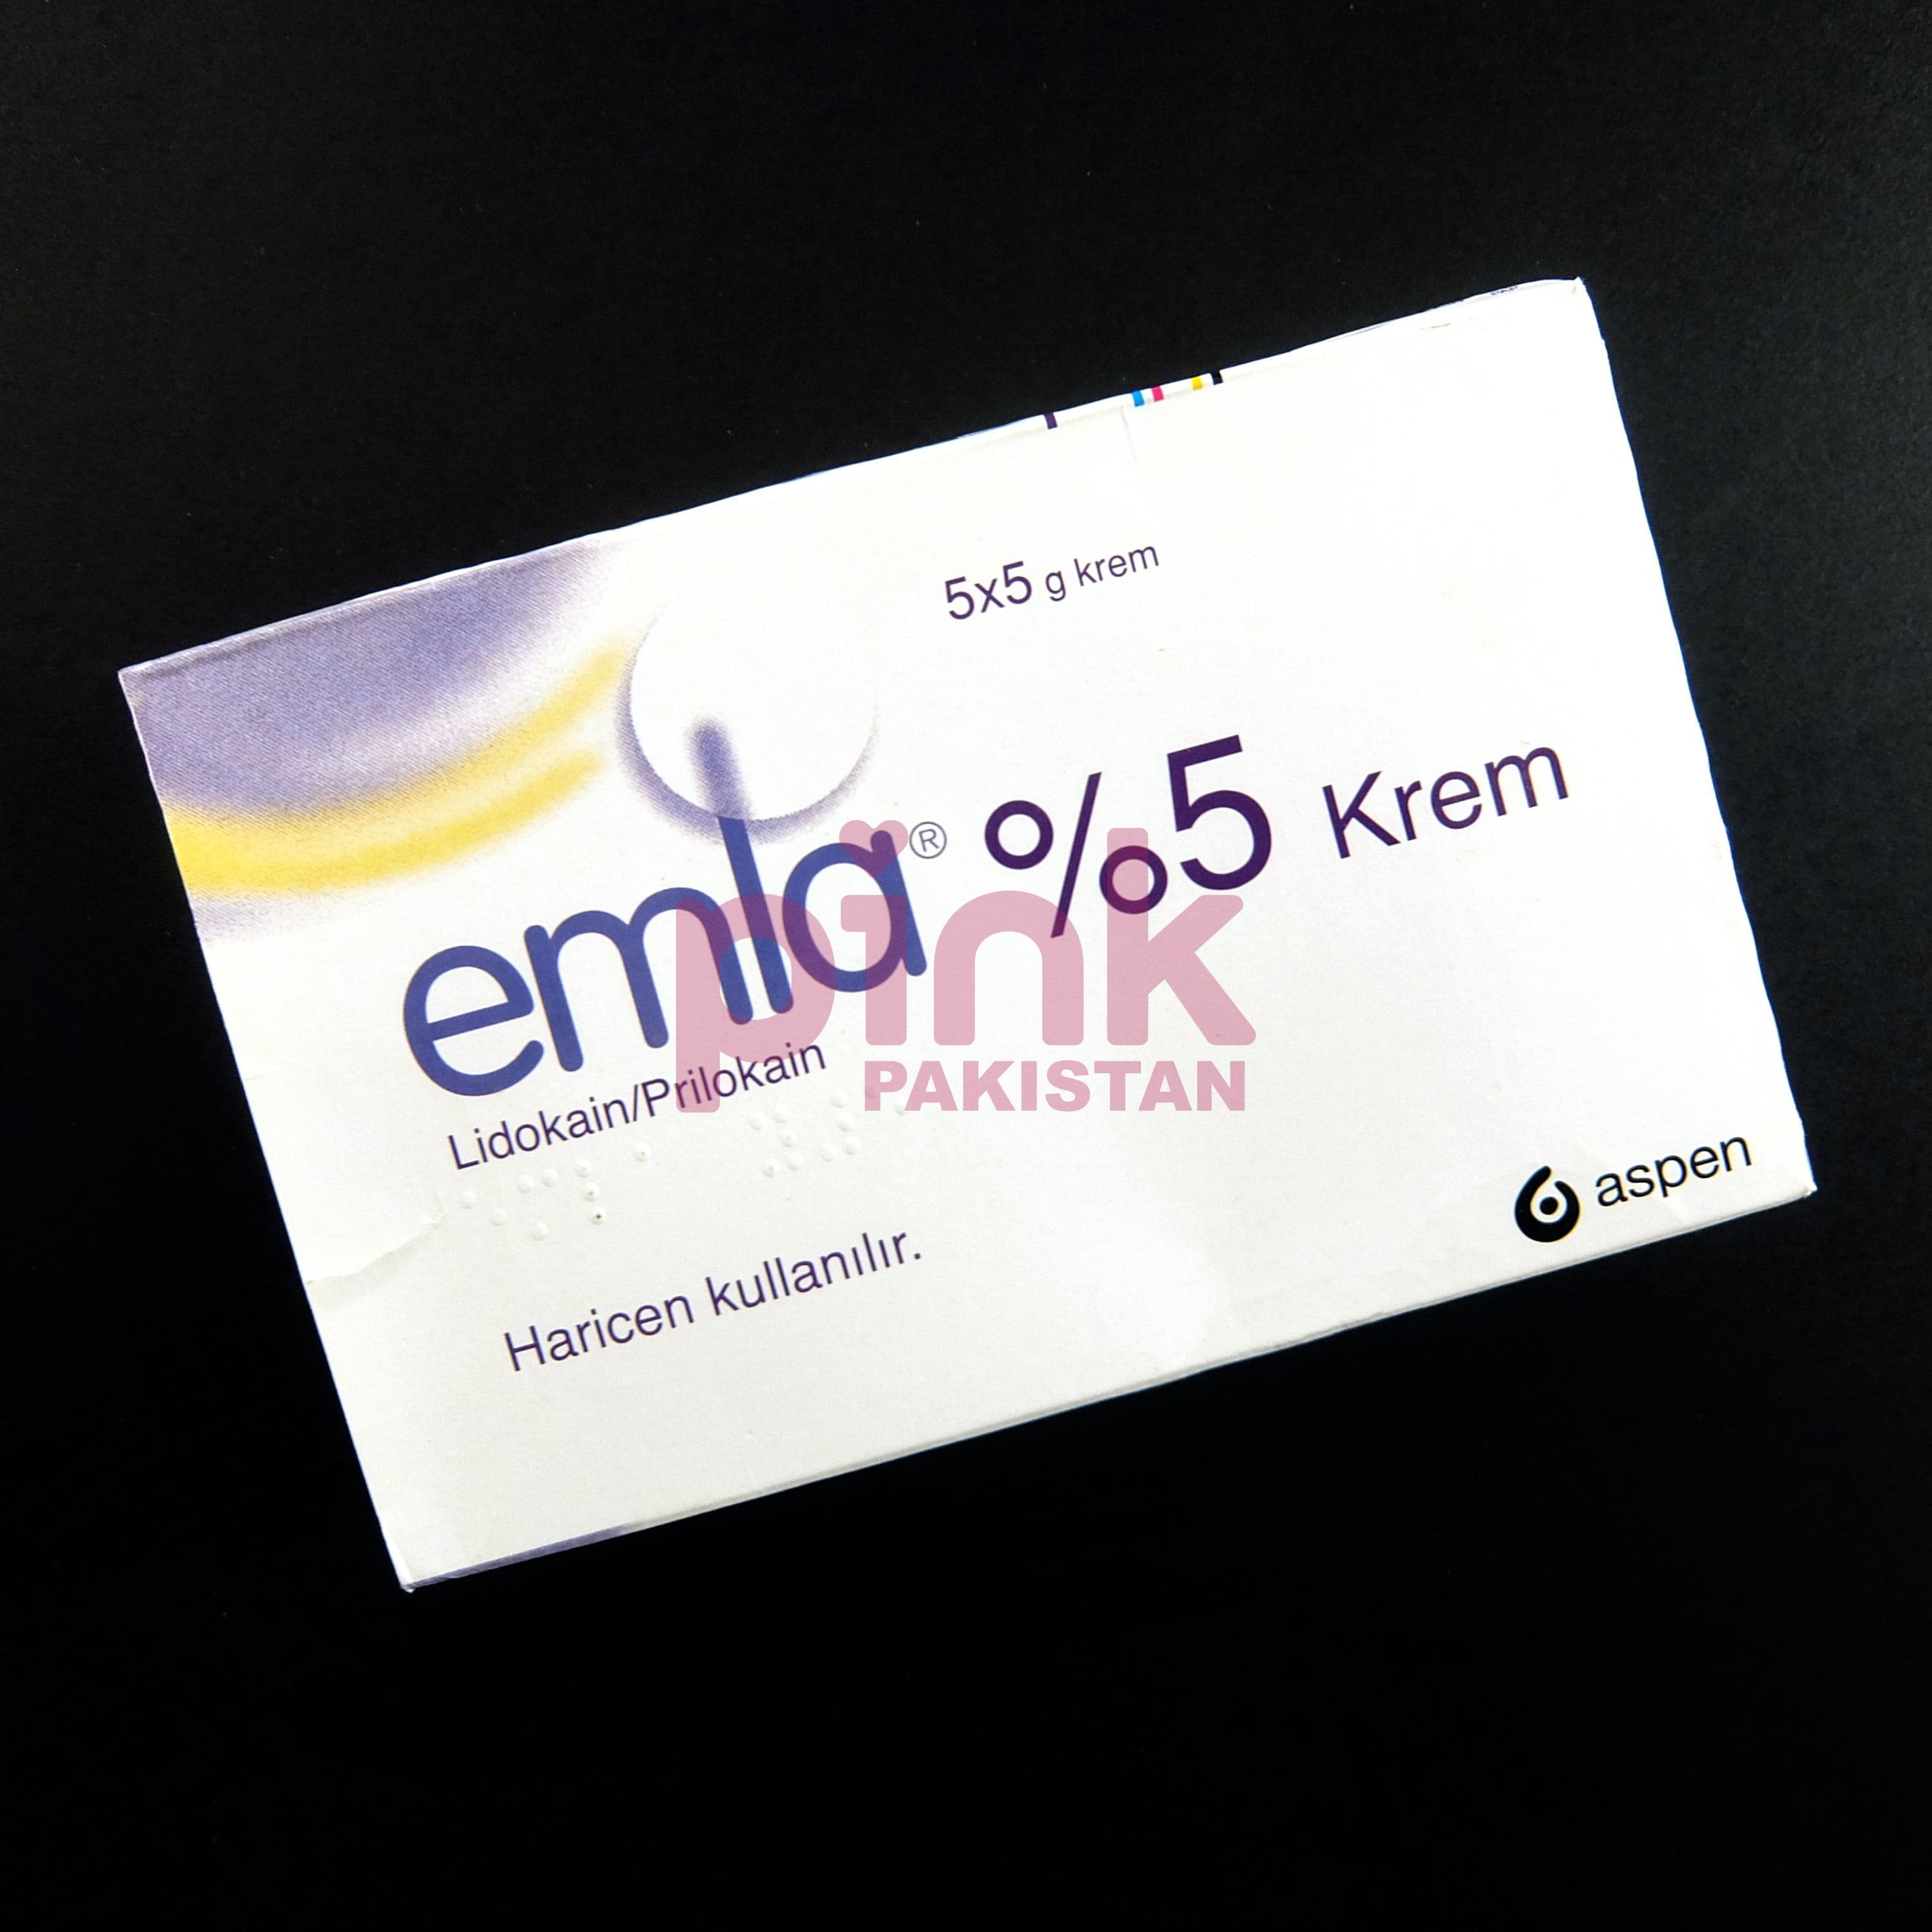 5x5 g krem
emla® %5 Krem
Lidokain/Prilokain
Haricen kullanılır.
aspen
pink
PAKISTAN